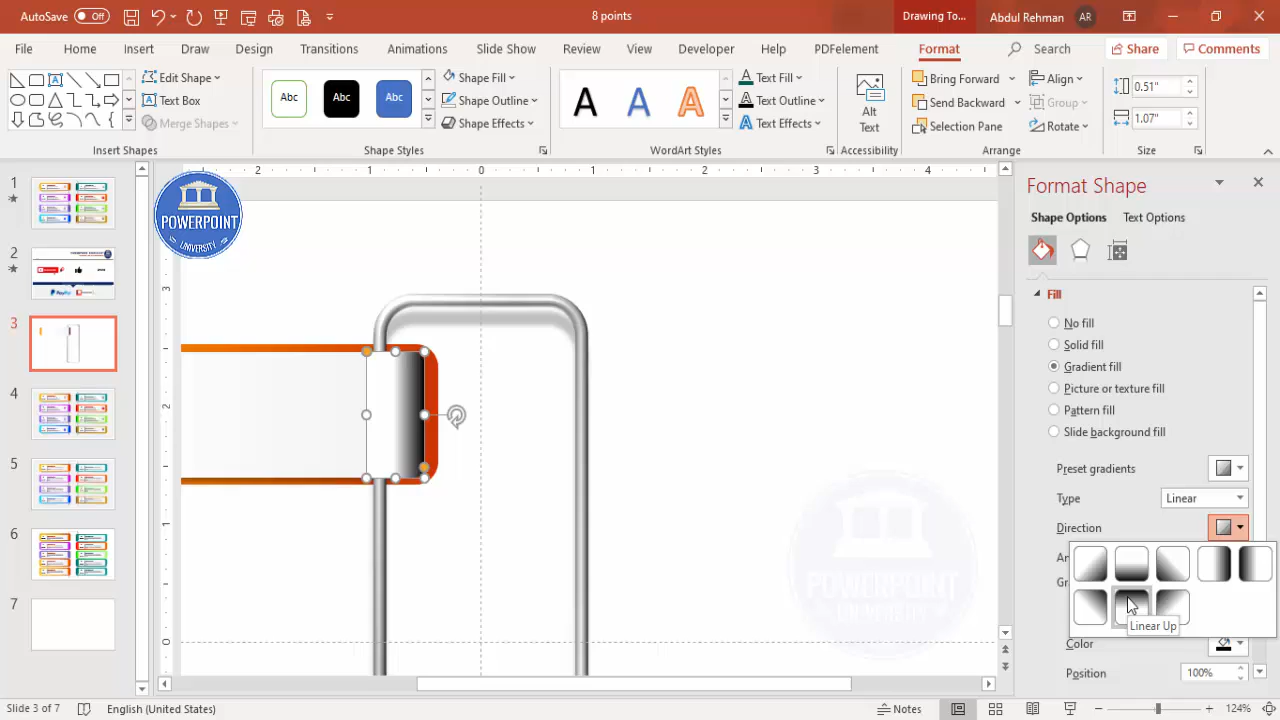 AutoSave Off 8 points Drawing To... Abdul Rehman AR
File Home Insert Draw Design Transitions Animations Slide Show Review View Developer Help PDFelement Format Search Share Comments
Edit Shape
Text Box
Merge Shapes
Insert Shapes
Abc Abc Abc
Shape Fill
Shape Outline
Shape Effects
Shape Styles
A A A
Text Fill
Text Outline
Text Effects
WordArt Styles
Alt
Text
Accessibility
Bring Forward
Send Backward
Selection Pane
Align
Group
Rotate
Arrange
0.51"
1.07"
Size
1
2
3
4
5
6
7
2 1 0 1 2 3 4
3
2
1
0
POWERPOINT
UNIVERSITY
POWERPOINT
UNIVERSITY
Format Shape
Shape Options Text Options
Fill
No fill
Solid fill
Gradient fill
Picture or texture fill
Pattern fill
Slide background fill
Preset gradients
Type Linear
Direction
Linear Up
Color
Position 100%
Slide 3 of 7 English (United States) Notes 124%